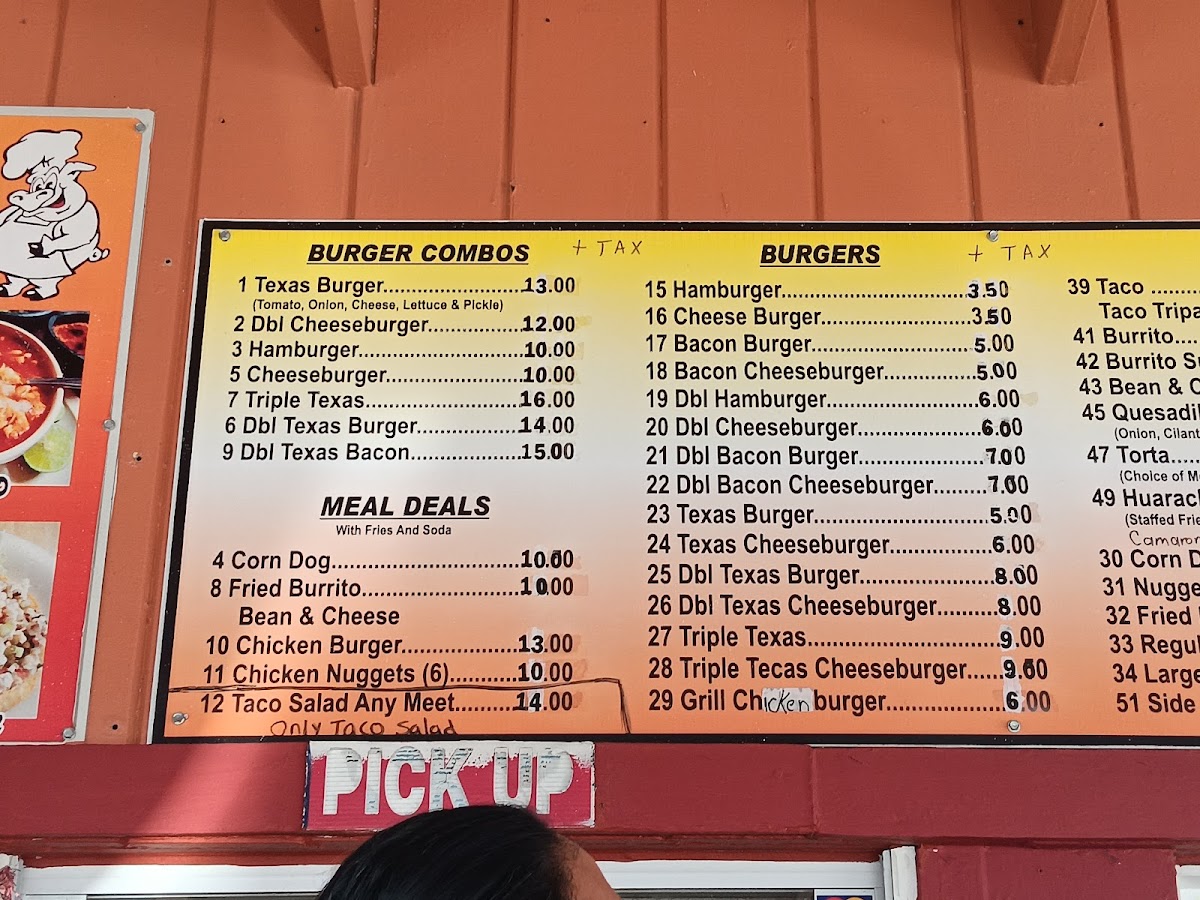 BURGER COMBOS + TAX
1 Texas Burger........................13.00
(Tomato, Onion, Cheese, Lettuce & Pickle)
2 Dbl Cheeseburger................12.00
3 Hamburger............................10.00
5 Cheeseburger.......................10.00
7 Triple Texas..........................16.00
6 Dbl Texas Burger..................14.00
9 Dbl Texas Bacon...................15.00
MEAL DEALS
With Fries And Soda
4 Corn Dog...............................10.00
8 Fried Burrito..........................10.00
Bean & Cheese
10 Chicken Burger...................13.00
11 Chicken Nuggets (6)...........10.00
12 Taco Salad Any Meet..........14.00
Only Taco Salad
BURGERS + TAX
15 Hamburger............................3.50
16 Cheese Burger......................3.50
17 Bacon Burger........................5.00
18 Bacon Cheeseburger.............5.00
19 Dbl Hamburger.......................6.00
20 Dbl Cheeseburger..................6.00
21 Dbl Bacon Burger...................7.00
22 Dbl Bacon Cheeseburger.........7.00
23 Texas Burger..........................5.00
24 Texas Cheeseburger...............6.00
25 Dbl Texas Burger....................8.00
26 Dbl Texas Cheeseburger.........8.00
27 Triple Texas............................9.00
28 Triple Tecas Cheeseburger......
29 Grill Chickenburger.................6.00
39 Taco
Taco
41 Burrito....
42 Burrito
43 Bean &
45
(Onion,
47 Torta.....
(Choice of
49
(Staffed
30 Corn
31
32 Fried
33
34
51 Side
PICK UP